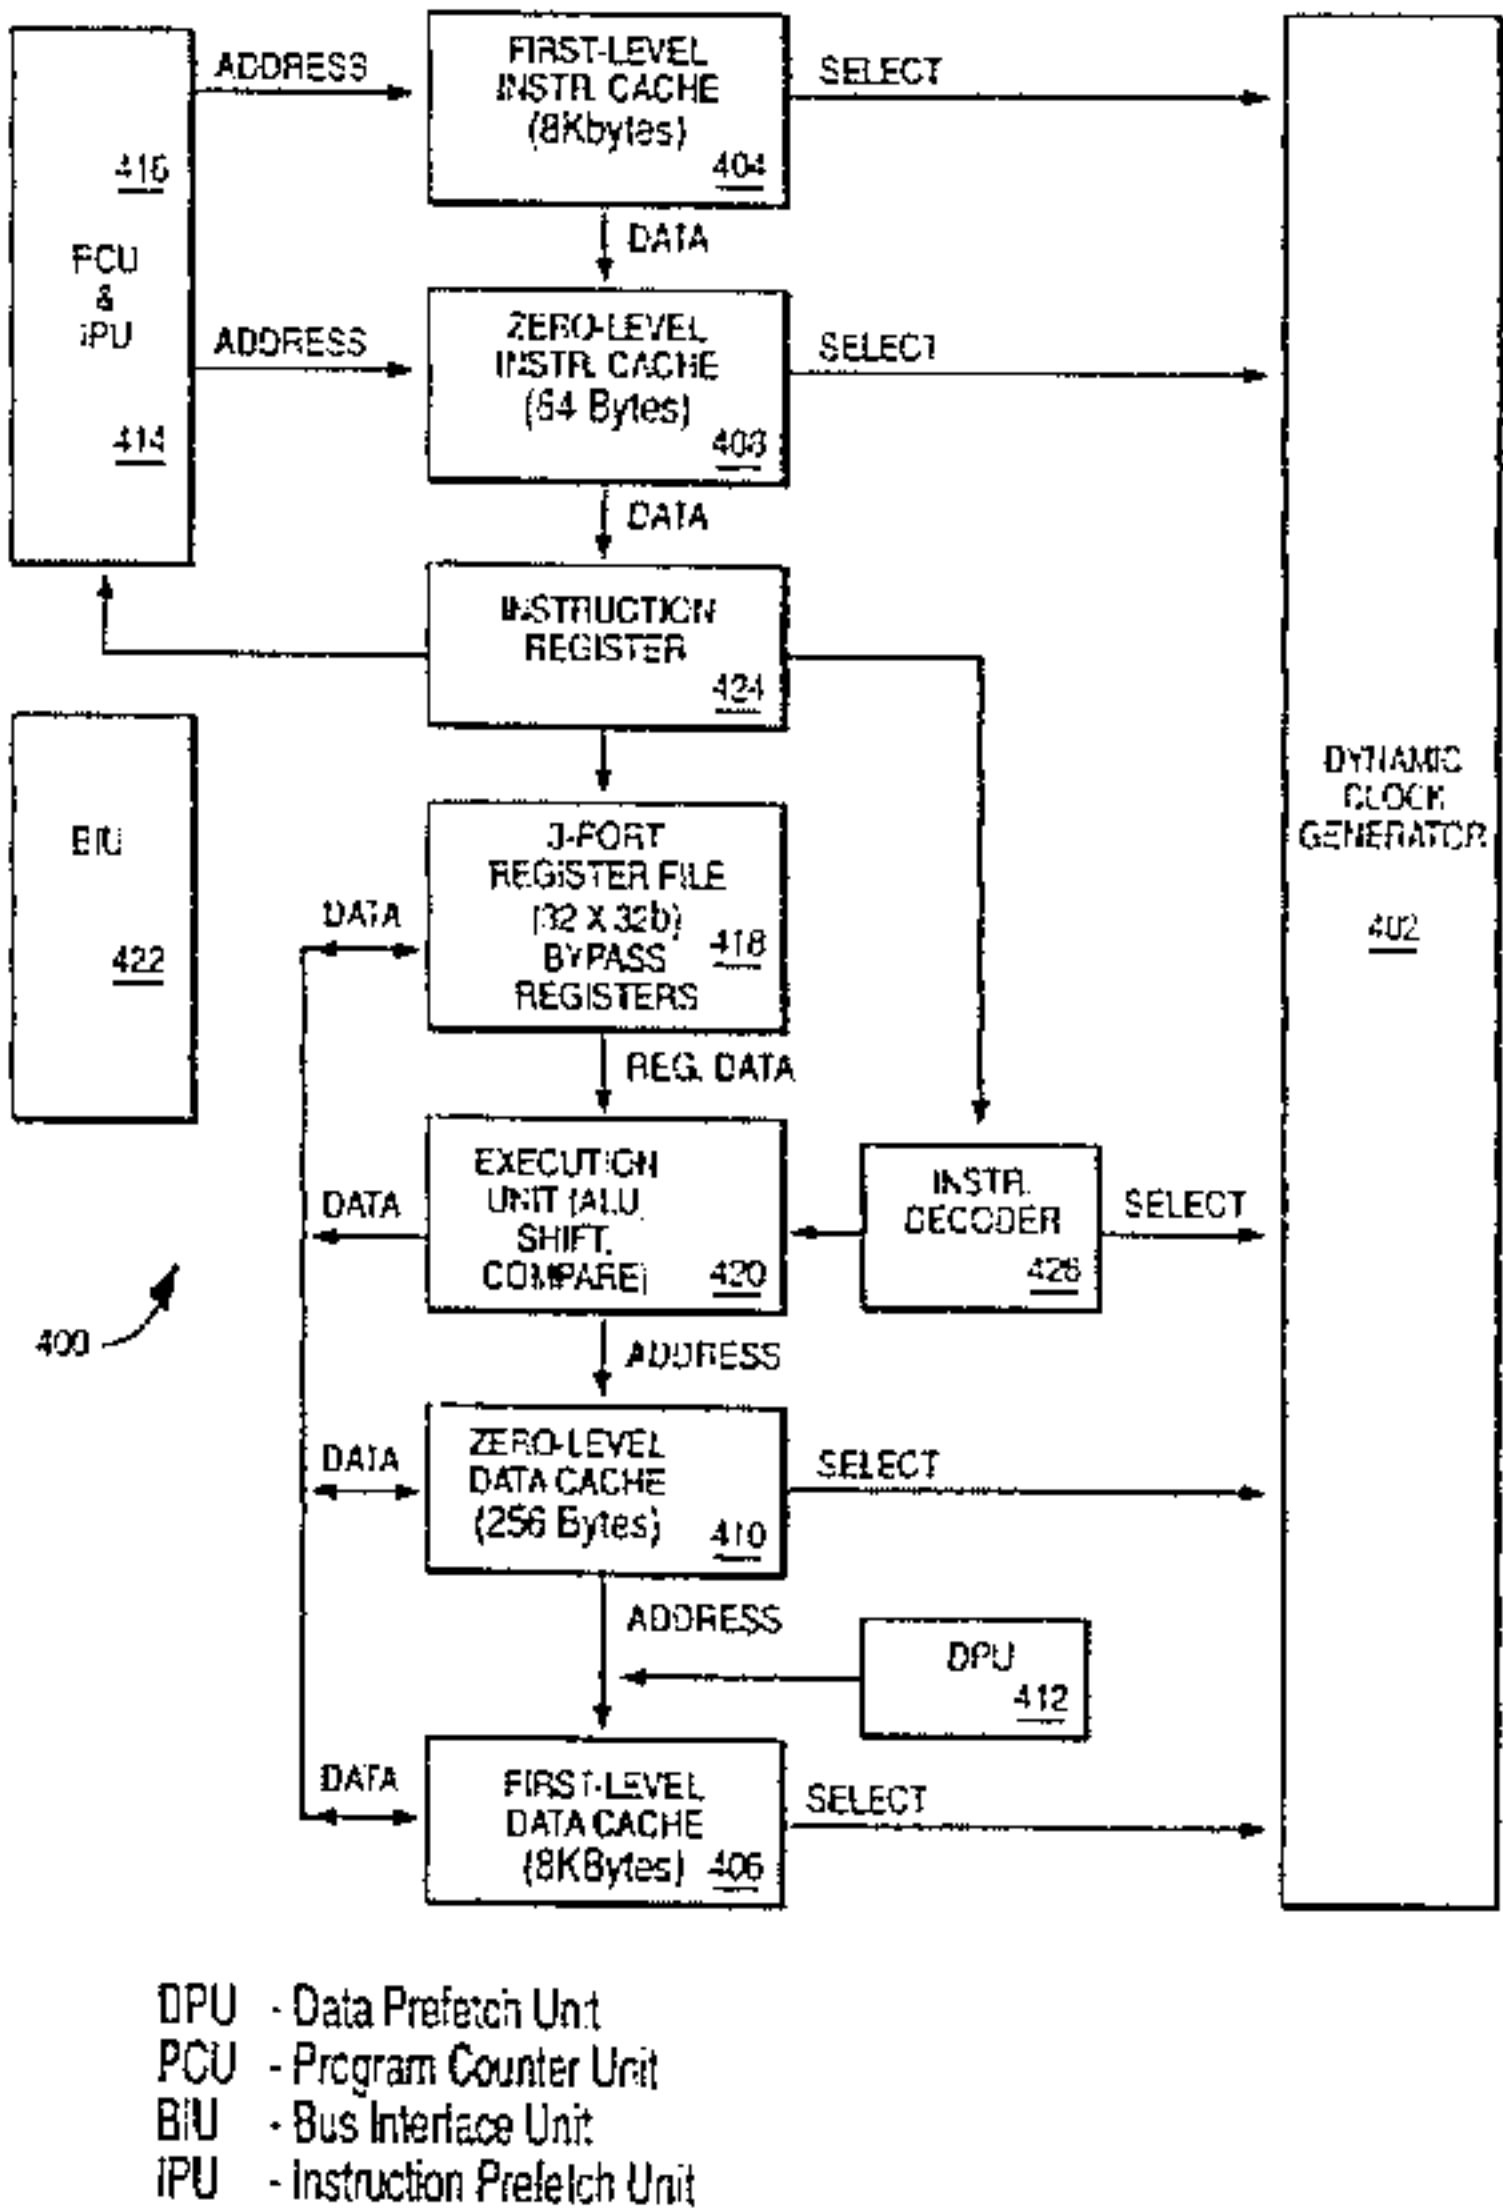 ADDRESS
FIRST-LEVEL
INSTR. CACHE
(8Kbytes)
404
SELECT
416
PCU
&
IPU
414
DATA
ADDRESS
ZERO-LEVEL
INSTR. CACHE
(64 Bytes)
408
SELECT
DATA
INSTRUCTION
REGISTER
424
BIU
422
DATA
3-PORT
REGISTER FILE
(32 X 32b)
BYPASS
REGISTERS
418
DYNAMIC
CLOCK
GENERATOR
402
REG. DATA
DATA
EXECUTION
UNIT (ALU,
SHIFT,
COMPARE)
420
INSTR.
DECODER
426
SELECT
400
ADDRESS
DATA
ZERO-LEVEL
DATA CACHE
(256 Bytes)
410
SELECT
ADDRESS
DPU
412
DATA
FIRST-LEVEL
DATA CACHE
(8KBytes)
406
SELECT
DPU - Data Prefetch Unit
PCU - Program Counter Unit
BIU - Bus Interface Unit
IPU - Instruction Prefetch Unit